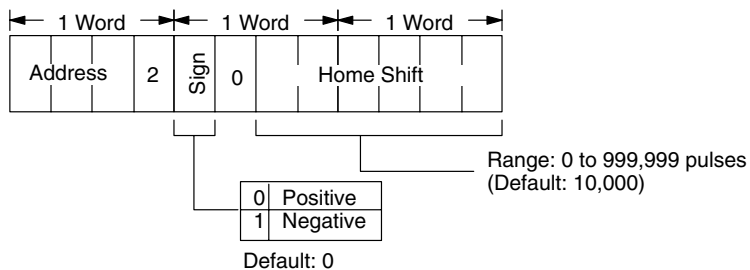 1 Word 1 Word 1 Word
Address 2 Sign 0 Home Shift
Range: 0 to 999,999 pulses
(Default: 10,000)
0 Positive
1 Negative
Default: 0